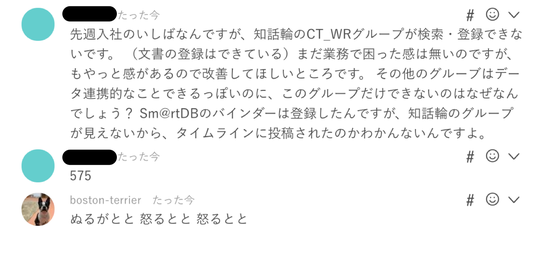 たった今
先週入社のいしばなんですが、知話輪のCT_WRグループが検索・登録できな
いです。 （文書の登録はできている）まだ業務で困った感は無いのですが、
もやっと感があるので改善してほしいところです。 その他のグループはデー
タ連携的なことできるっぽいのに、このグループだけできないのはなぜなん
でしょう？ Sm@rtDBのバインダーは登録したんですが、知話輪のグループ
が見えないから、タイムラインに投稿されたのかわかんないんですよ。
たった今
575
boston-terrier たった今
ぬるがとと 怒るとと 怒るとと